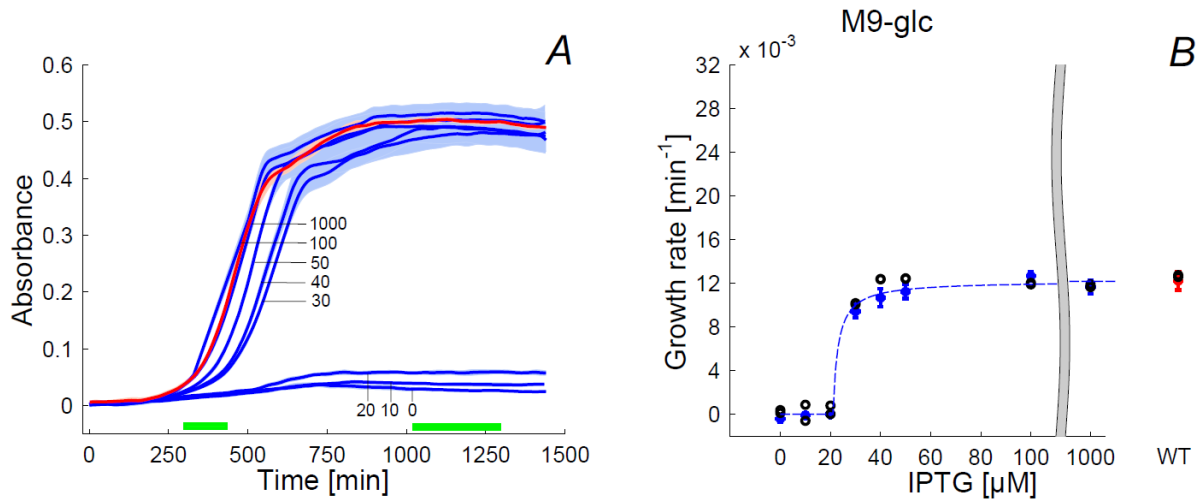 A
0.6
0.5
0.4
0.3
0.2
0.1
0
Absorbance
1000
100
50
40
30
20 10 0
0 250 500 750 1000 1250 1500
Time [min]
M9-glc
B
x 10⁻³
32
28
24
20
16
12
8
4
0
Growth rate [min⁻¹]
0 20 40 60 80 100 1000 WT
IPTG [µM]